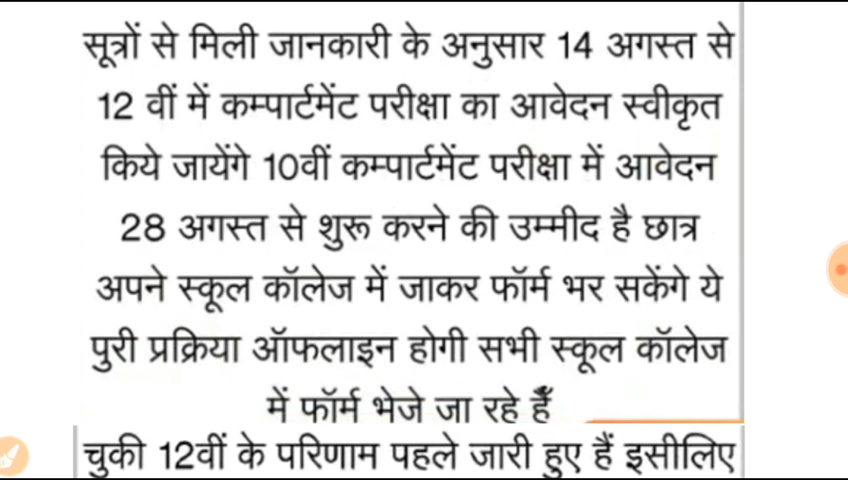 सूत्रों से मिली जानकारी के अनुसार 14 अगस्त से
12 वीं में कम्पार्टमेंट परीक्षा का आवेदन स्वीकृत
किये जायेंगे 10वीं कम्पार्टमेंट परीक्षा में आवेदन
28 अगस्त से शुरू करने की उम्मीद है छात्र
अपने स्कूल कॉलेज में जाकर फॉर्म भर सकेंगे ये
पुरी प्रक्रिया ऑफलाइन होगी सभी स्कूल कॉलेज
में फॉर्म भेजे जा रहे हैं
चुकी 12वीं के परिणाम पहले जारी हुए हैं इसीलिए